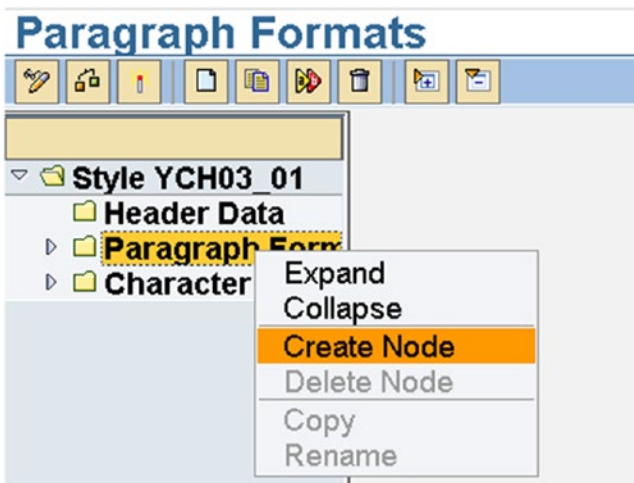 Paragraph Formats
Style YCH03_01
Header Data
Paragraph Form
Character
Expand
Collapse
Create Node
Delete Node
Copy
Rename